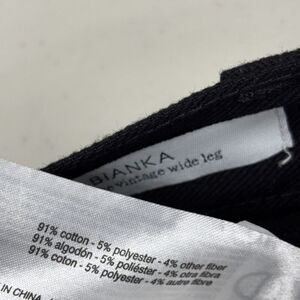 BIANKA
vintage wide leg
91% cotton - 5% polyester - 4% other fiber
91% algodón - 5% poliéster - 4% otra fibra
91% coton - 5% polyester - 4% autre fibre
IN CHINA